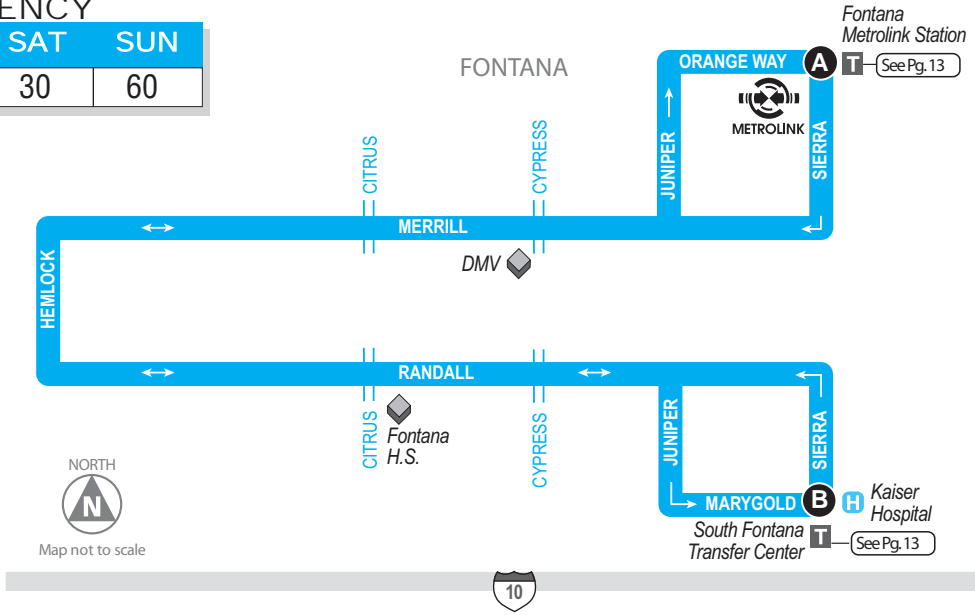 ENCY
SAT SUN
30 60
FONTANA
Fontana
Metrolink Station
ORANGE WAY
A
T
See Pg. 13
METROLINK
JUNIPER
SIERRA
CITRUS
CYPRESS
MERRILL
DMV
HEMLOCK
RANDALL
CITRUS
Fontana
H.S.
CYPRESS
JUNIPER
SIERRA
MARYGOLD
B
H
Kaiser
Hospital
South Fontana
Transfer Center
T
See Pg. 13
NORTH
N
Map not to scale
10